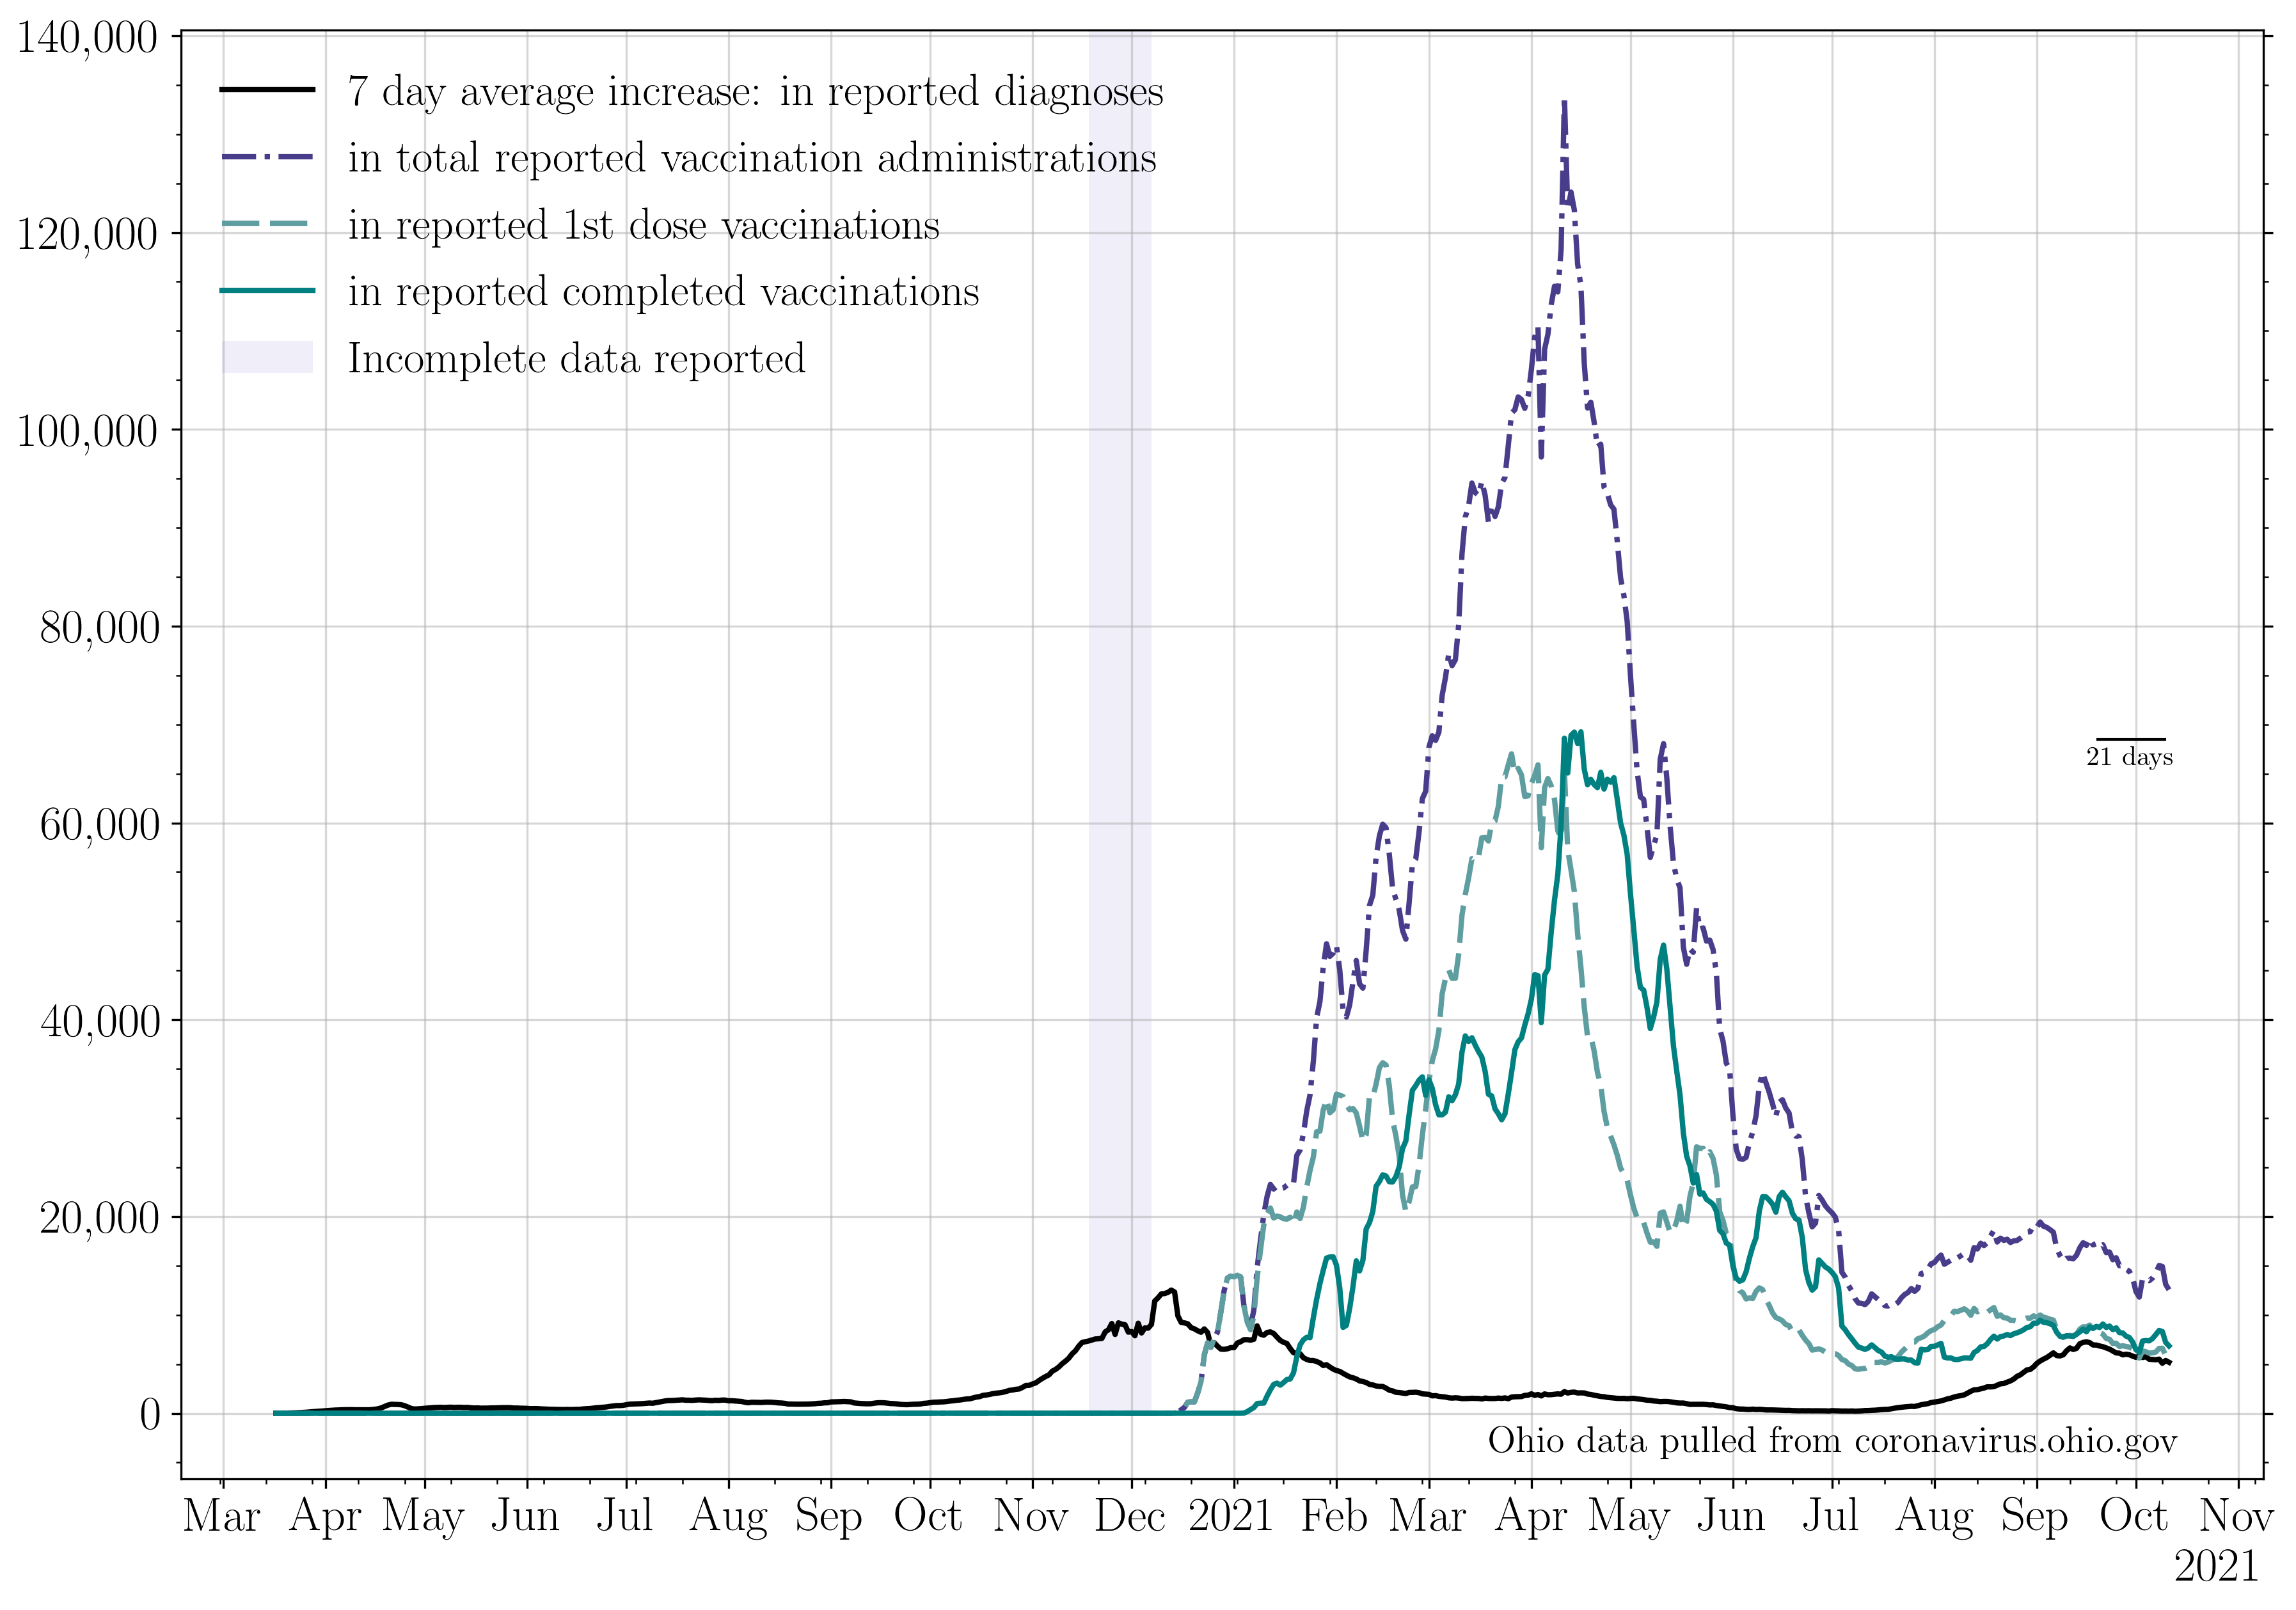 140,000
120,000
100,000
80,000
60,000
40,000
20,000
0
7 day average increase: in reported diagnoses
in total reported vaccination administrations
in reported 1st dose vaccinations
in reported completed vaccinations
Incomplete data reported
21 days
Ohio data pulled from coronavirus.ohio.gov
Mar Apr May Jun Jul Aug Sep Oct Nov Dec 2021 Feb Mar Apr May Jun Jul Aug Sep Oct Nov
2021